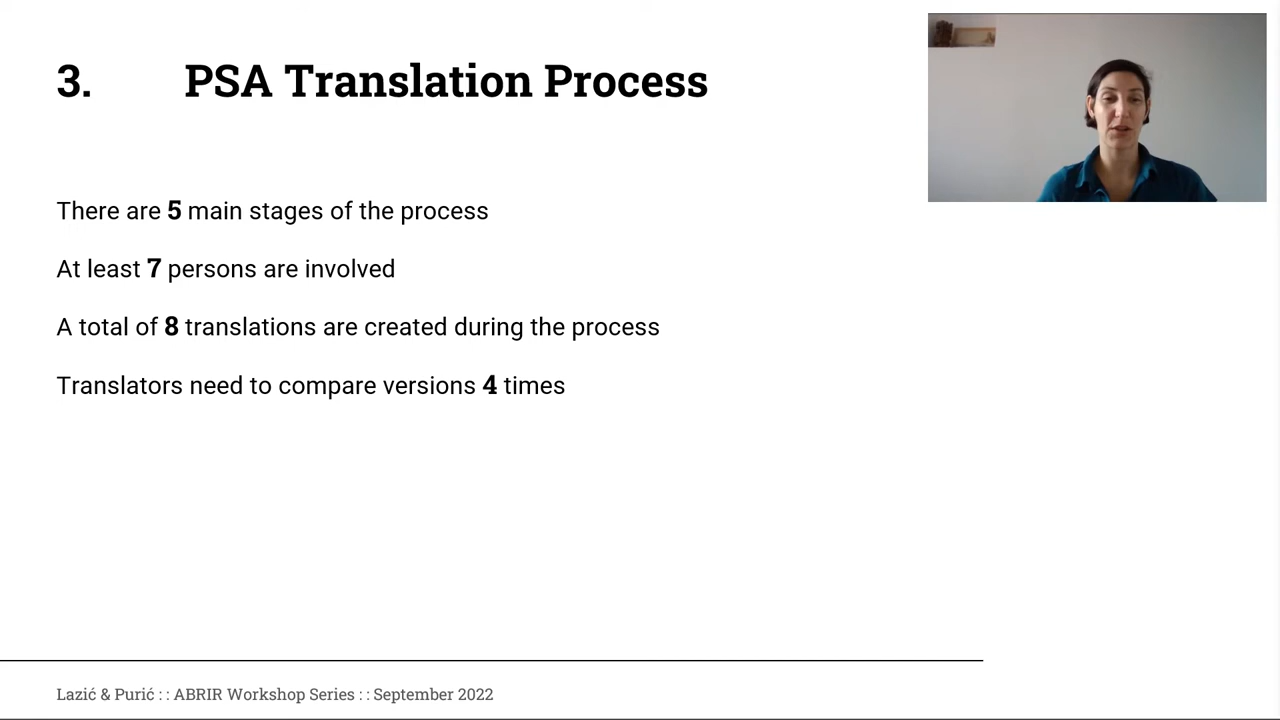 3. PSA Translation Process
There are 5 main stages of the process
At least 7 persons are involved
A total of 8 translations are created during the process
Translators need to compare versions 4 times
Lazić & Purić : : ABRIR Workshop Series : : September 2022